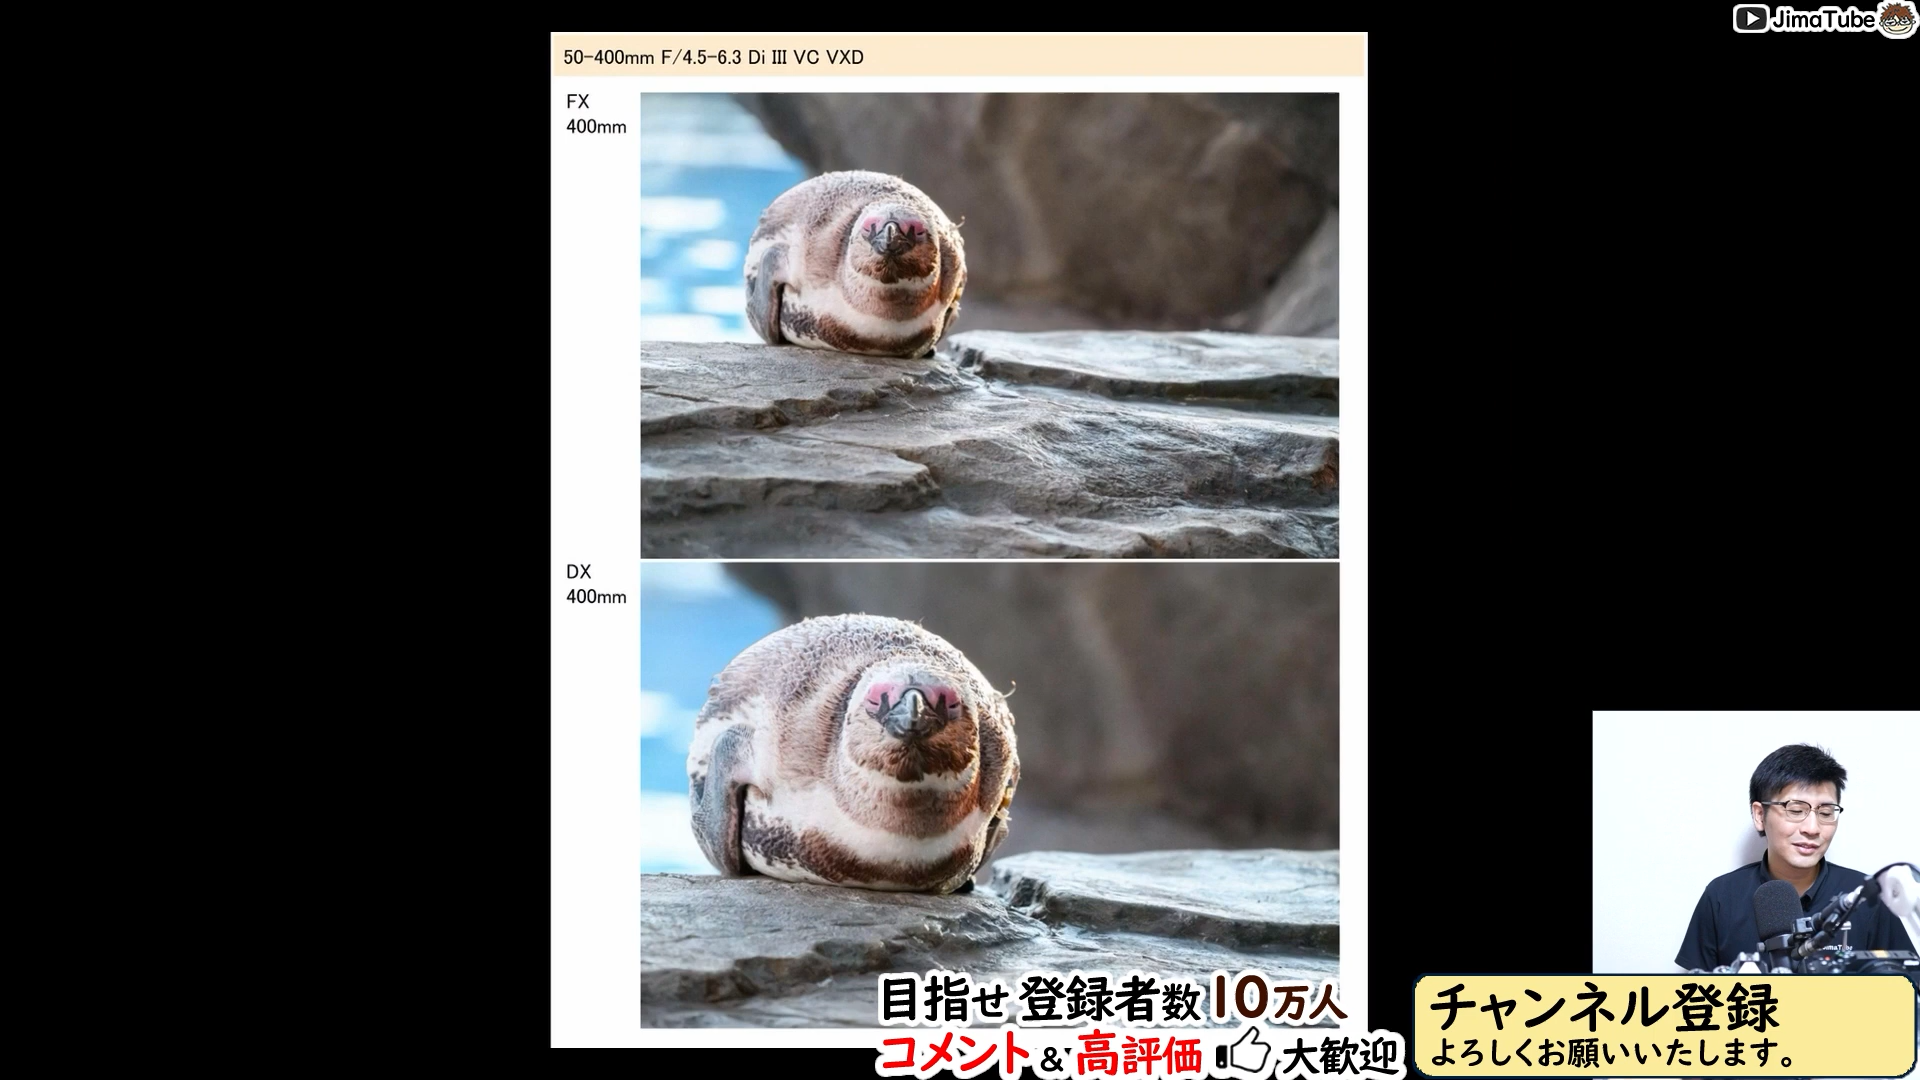 JimaTube
50-400mm F/4.5-6.3 Di III VC VXD
FX
400mm
DX
400mm
目指せ 登録者数 10万人
コメント & 高評価 大歓迎
チャンネル登録
よろしくお願いいたします。